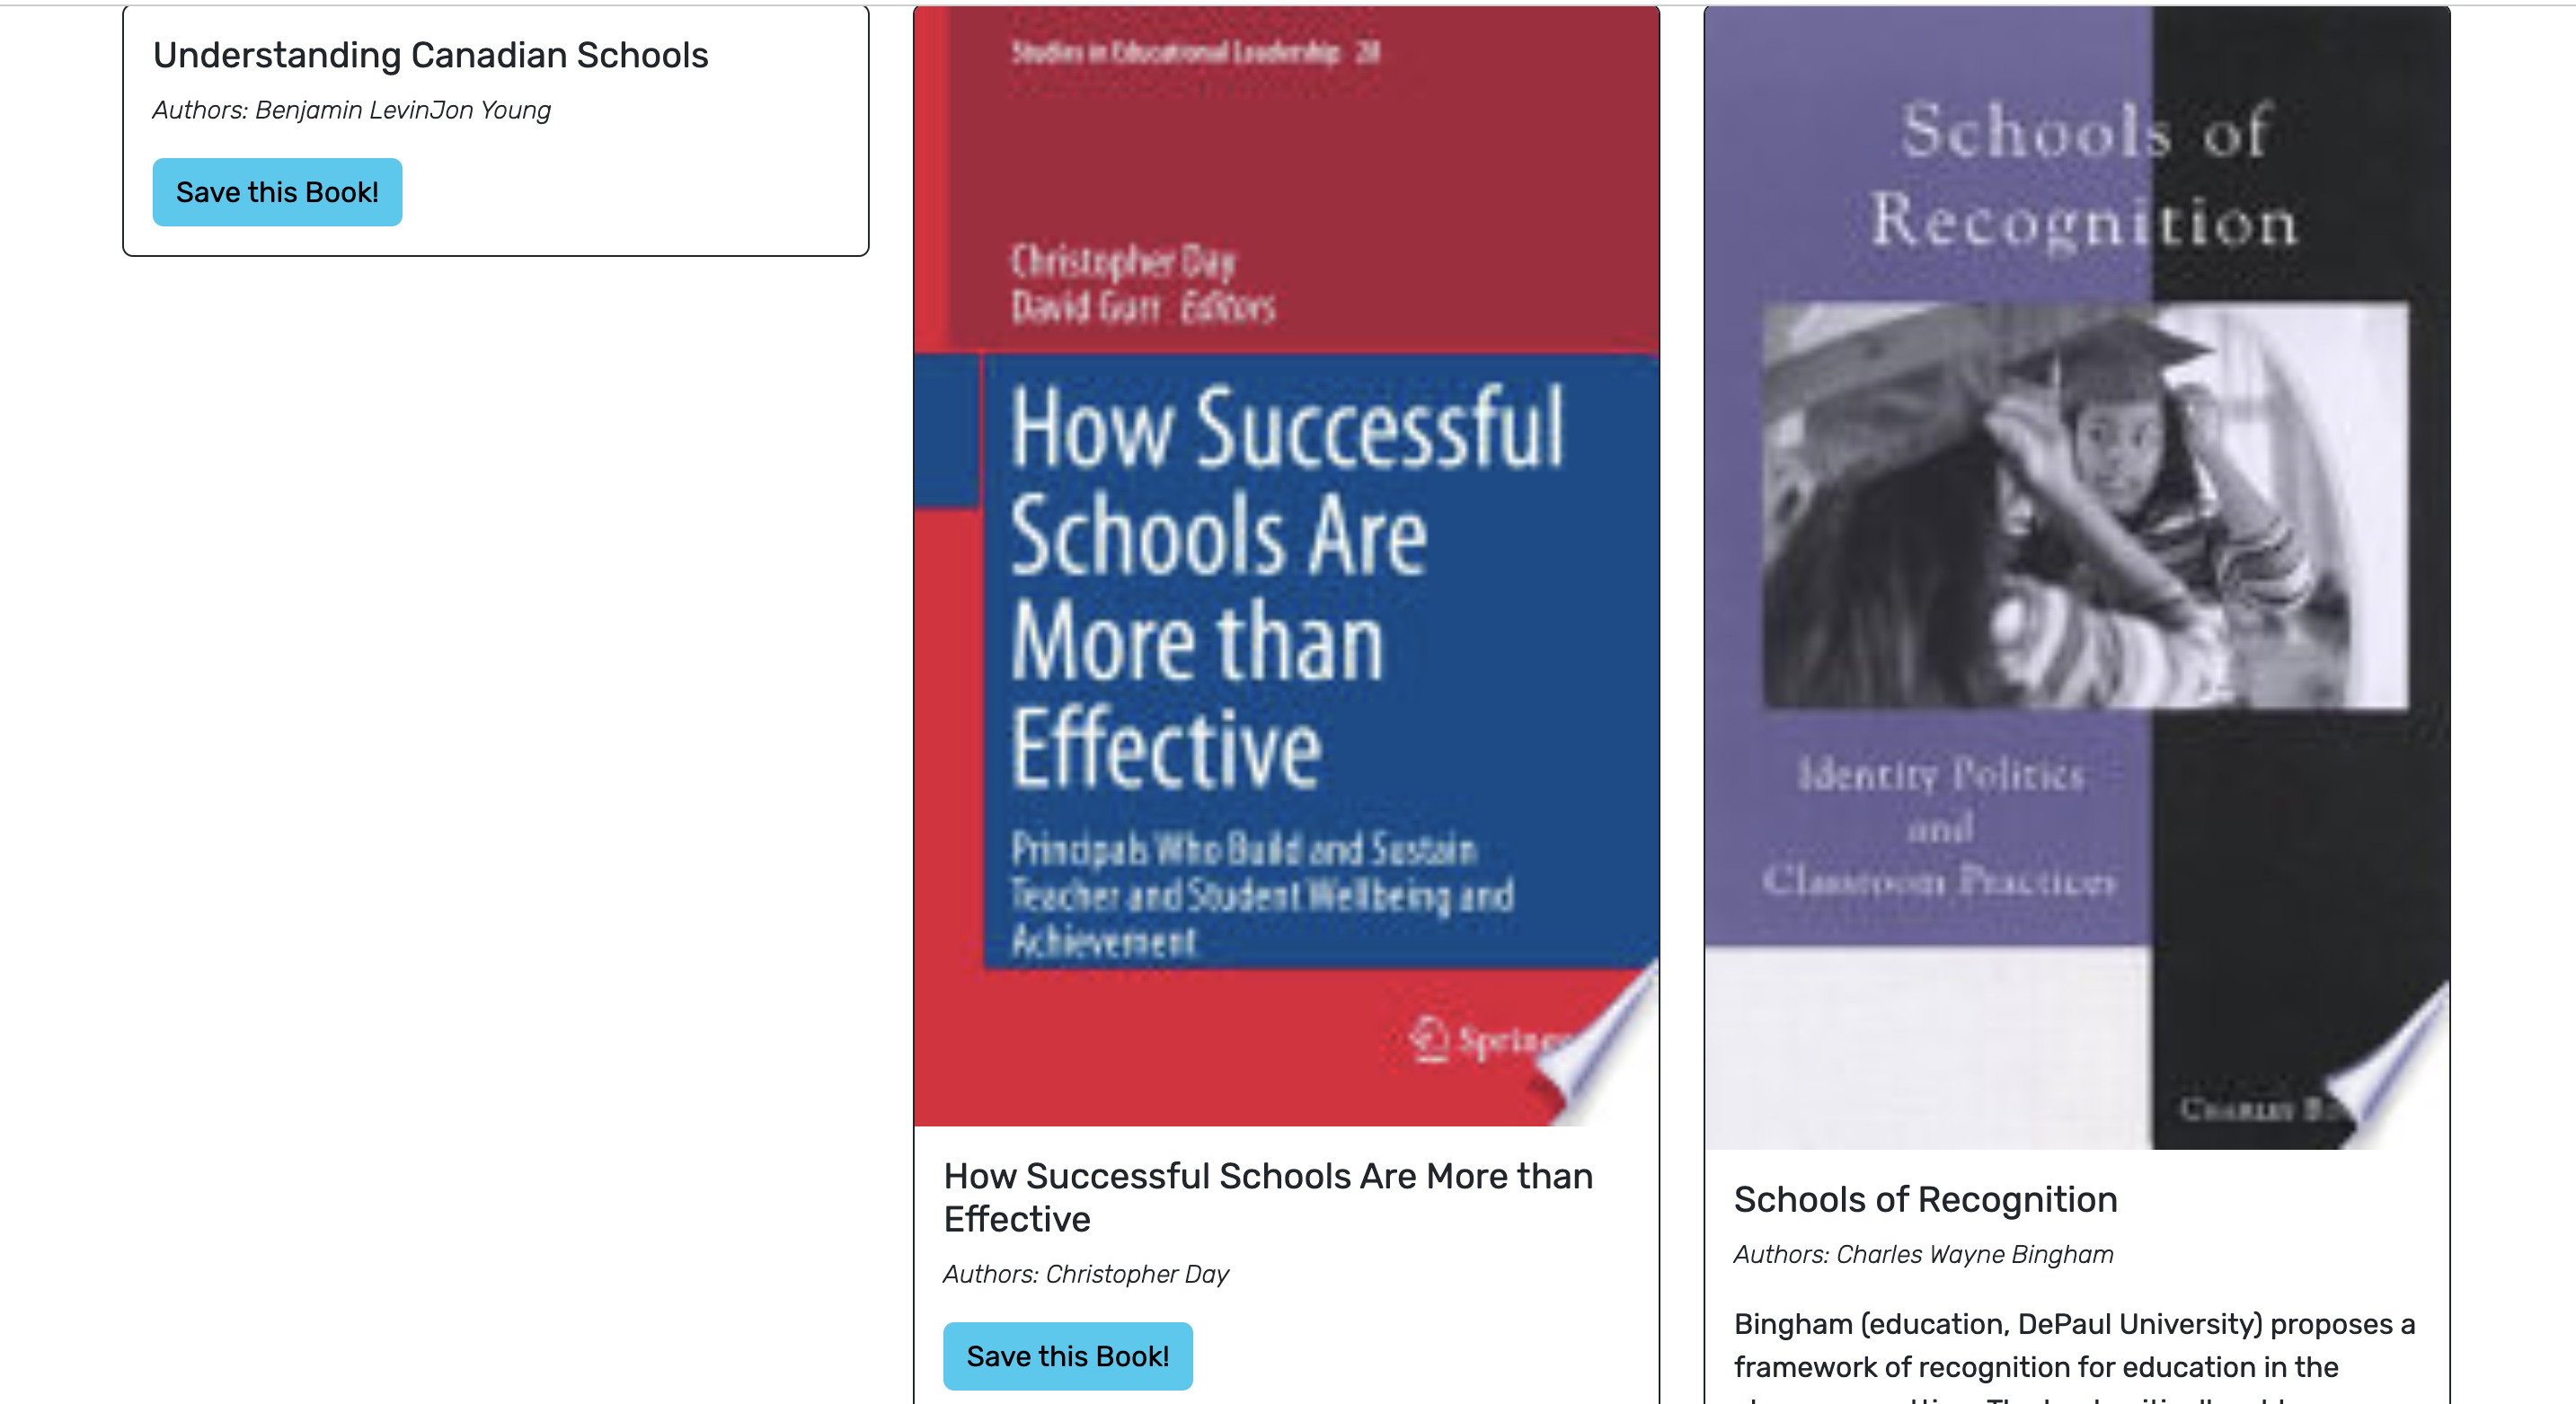 Understanding Canadian Schools
Authors: Benjamin LevinJon Young
Save this Book!
Studies in Educational Leadership 28
Christopher Day
David Gurr Editors
How Successful
Schools Are
More than
Effective
Principals Who Build and Sustain
Teacher and Student Wellbeing and
Achievement
How Successful Schools Are More than
Effective
Authors: Christopher Day
Save this Book!
Schools of
Recognition
Identity Politics
and
Classroom Practices
Charles
Schools of Recognition
Authors: Charles Wayne Bingham
Bingham (education, DePaul University) proposes a
framework of recognition for education in the